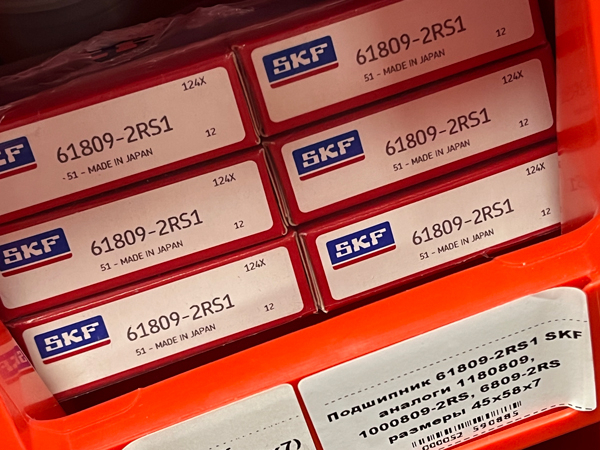 124X
SKF
61809-2RS1
51 - MADE IN JAPAN
12
124X
SKF
61809-2RS1
51 - MADE IN JAPAN
12
124X
SKF
61809-2RS1
51 - MADE IN JAPAN
12
SKF
61809-2RS1
51 - MADE IN JAPAN
12
124X
SKF
61809-2RS1
51 - MADE IN JAPAN
12
124X
SKF
61809-2RS1
51 - MADE IN JAPAN
12
Подшипник 61809-2RS1 SKF
аналоги 1180809,
1000809-2RS, 6809-2RS
размеры 45x58x7
000052 590885
x7)